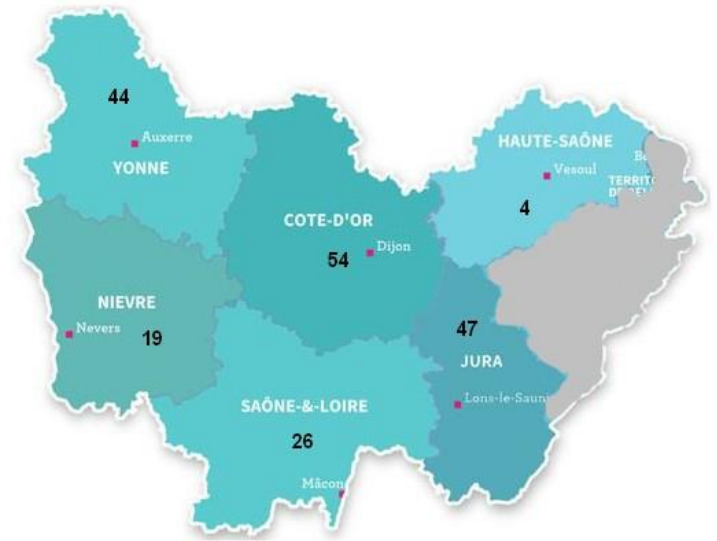 44
Auxerre
YONNE
HAUTE-SAÔNE
Vesoul
4
COTE-D'OR
Dijon
54
NIEVRE
Nevers
19
47
JURA
SAÔNE-&-LOIRE
26
Mâcon